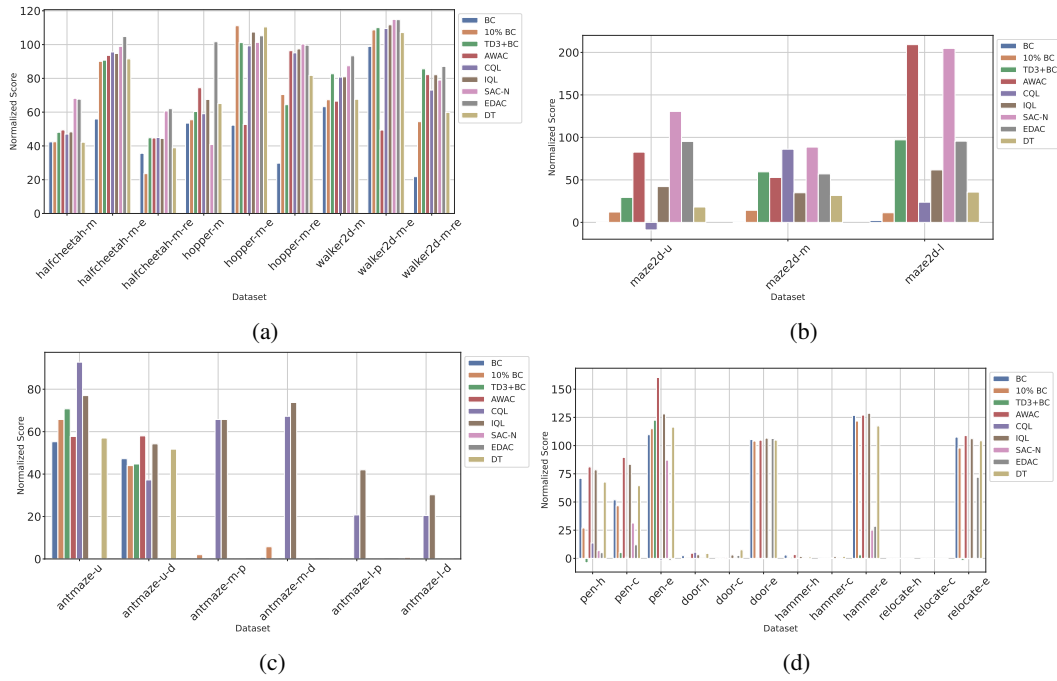 120
100
80
60
40
20
0
Normalized Score
halfcheetah-m
halfcheetah-m-e
halfcheetah-m-re
hopper-m
hopper-m-e
hopper-m-re
walker2d-m
walker2d-m-e
walker2d-m-re
Dataset
BC
10% BC
TD3+BC
AWAC
CQL
IQL
SAC-N
EDAC
DT
(a)
200
150
100
50
0
Normalized Score
maze2d-u
maze2d-m
maze2d-l
Dataset
BC
10% BC
TD3+BC
AWAC
CQL
IQL
SAC-N
EDAC
DT
(b)
80
60
40
20
0
Normalized Score
antmaze-u
antmaze-u-d
antmaze-m-p
antmaze-m-d
antmaze-l-p
antmaze-l-d
Dataset
BC
10% BC
TD3+BC
AWAC
CQL
IQL
SAC-N
EDAC
DT
(c)
150
125
100
75
50
25
0
Normalized Score
pen-h
pen-c
pen-e
door-h
door-c
door-e
hammer-h
hammer-c
hammer-e
relocate-h
relocate-c
relocate-e
Dataset
BC
10% BC
TD3+BC
AWAC
CQL
IQL
SAC-N
EDAC
DT
(d)